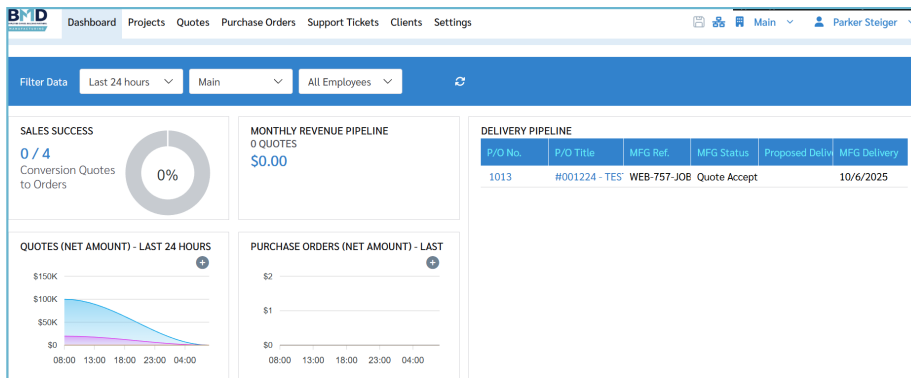 BMD
Dashboard Projects Quotes Purchase Orders Support Tickets Clients Settings
Main
Parker Steiger
Filter Data
Last 24 hours
Main
All Employees
SALES SUCCESS
0 / 4
Conversion Quotes
to Orders
0%
MONTHLY REVENUE PIPELINE
0 QUOTES
$0.00
DELIVERY PIPELINE
P/O No. P/O Title MFG Ref. MFG Status Proposed Deliv MFG Delivery
1013 #001224 - TES WEB-757-JOB Quote Accept 10/6/2025
QUOTES (NET AMOUNT) - LAST 24 HOURS
$150K
$100K
$50K
$0
08:00 13:00 18:00 23:00 04:00
PURCHASE ORDERS (NET AMOUNT) - LAST
$2
$1
$0
08:00 13:00 18:00 23:00 04:00